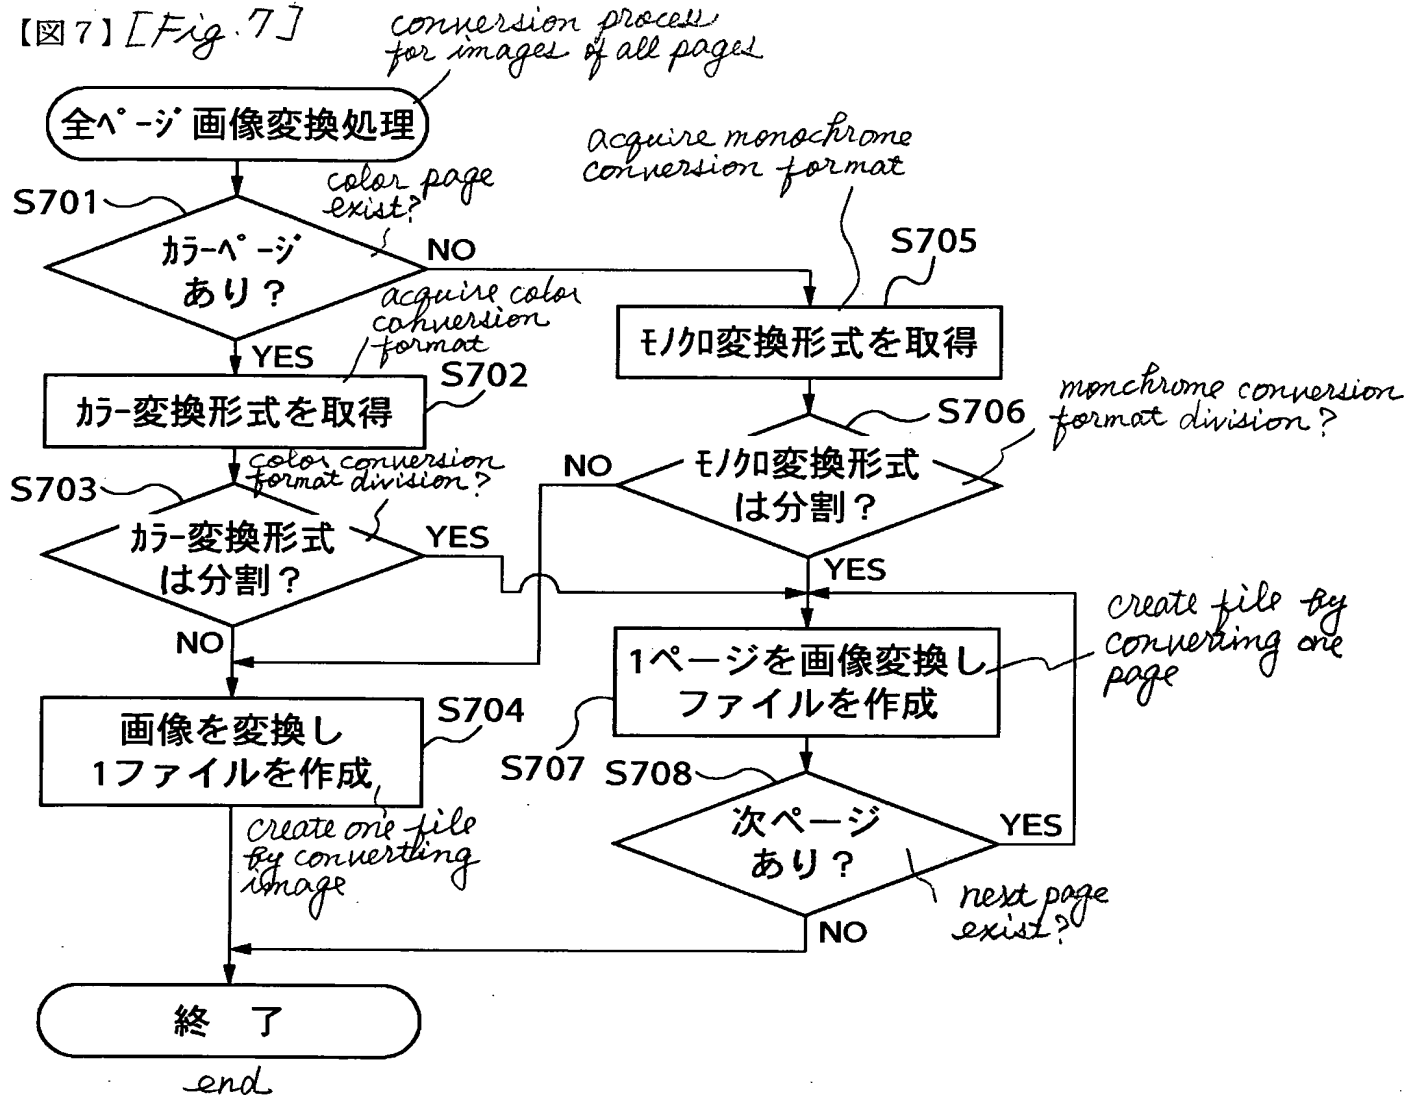 【図7】[Fig.7]
conversion process
for images of all pages
全ページ画像変換処理
S701
color page
exist?
カラーページ
あり?
NO
YES
acquire monochrome
conversion format
S705
モノクロ変換形式を取得
acquire color
conversion
format
S702
カラー変換形式を取得
S706
monchrome conversion
format division?
モノクロ変換形式
は分割?
NO
YES
color conversion
format division?
S703
カラー変換形式
は分割?
YES
NO
create file by
converting one
page
1ページを画像変換し
ファイルを作成
S707
S704
画像を変換し
1ファイルを作成
create one file
by converting
image
S708
次ページ
あり?
YES
next page
exist?
NO
終 了
end